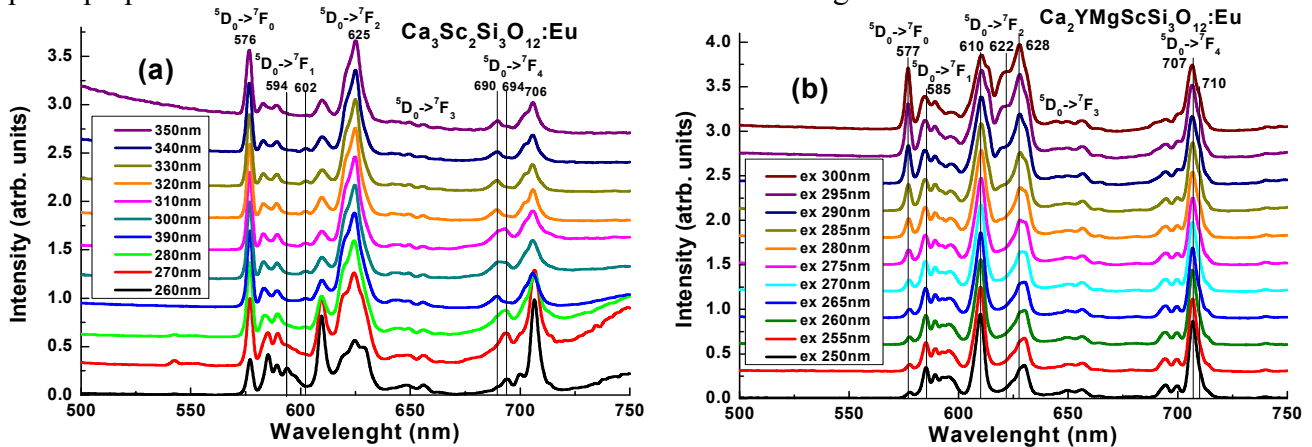 ⁵D₀->⁷F₀
576
⁵D₀->⁷F₁
594
602
⁵D₀->⁷F₂
625
Ca₃Sc₂Si₃O₁₂:Eu
(a)
⁵D₀->⁷F₃
⁵D₀->⁷F₄
690
694
706
350nm
340nm
330nm
320nm
310nm
300nm
390nm
280nm
270nm
260nm
Intensity (atrb. units)
3.5
3.0
2.5
2.0
1.5
1.0
0.5
0.0
500
550
600
650
700
750
Wavelenght (nm)
Ca₂YMgScSi₃O₁₂:Eu
⁵D₀->⁷F₀
577
⁵D₀->⁷F₁
585
⁵D₀->⁷F₂
610
622
628
⁵D₀->⁷F₃
⁵D₀->⁷F₄
707
710
(b)
ex 300nm
ex 295nm
ex 290nm
ex 285nm
ex 280nm
ex 275nm
ex 270nm
ex 265nm
ex 260nm
ex 255nm
ex 250nm
Intensity (atrb. units)
4.0
3.5
3.0
2.5
2.0
1.5
1.0
0.5
0.0
500
550
600
650
700
750
Wavelenght (nm)